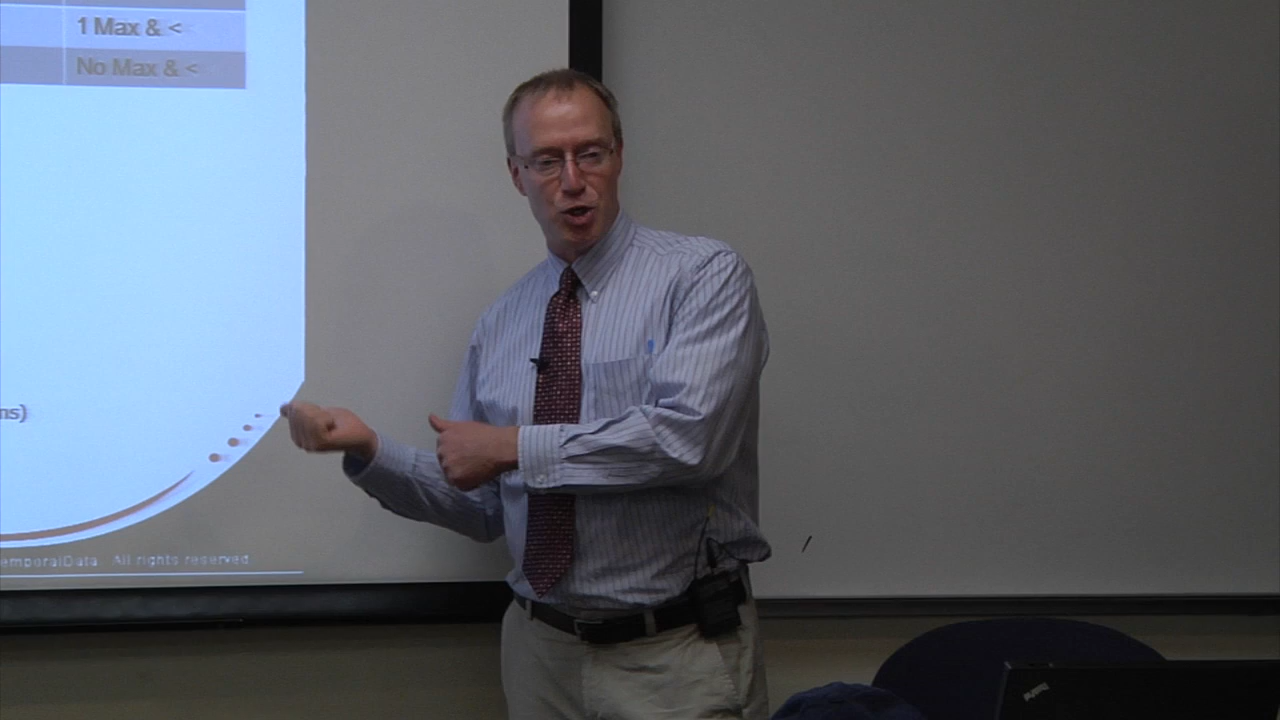 1 Max & <
No Max & <
ns)
emporalData All rights reserved